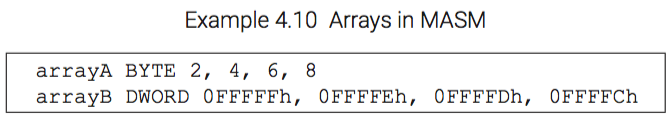 Example 4.10 Arrays in MASM
arrayA BYTE 2, 4, 6, 8
arrayB DWORD 0FFFFFh, 0FFFFEh, 0FFFFDh, 0FFFFCh